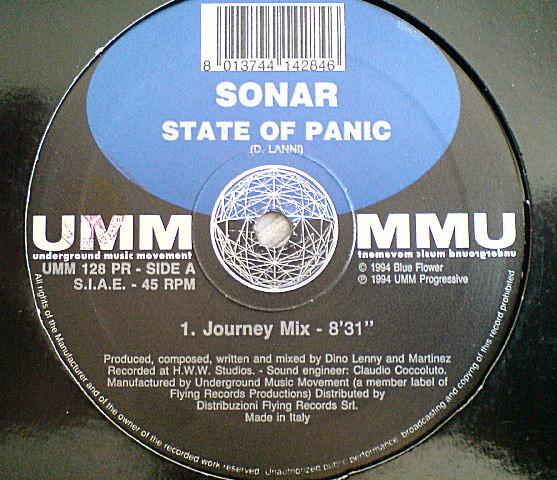 8 013744 142846
SONAR
STATE OF PANIC
(D. LANNI)
UMM
underground music movement
UMM 128 PR - SIDE A
S.I.A.E. - 45 RPM
MMU
underground music movement
© 1994 Blue Flower
℗ 1994 UMM Progressive
1. Journey Mix - 8'31"
Produced, composed, written and mixed by Dino Lenny and Martinez
Recorded at H.W.W. Studios. - Sound engineer: Claudio Coccoluto.
Manufactured by Underground Music Movement (a member label of
Flying Records Productions) Distributed by
Distribuzioni Flying Records Srl.
Made in Italy
All rights of the Manufacturer and of the owner of the recorded work reserved. Unauthorized public performance, broadcasting and copying of this record prohibited